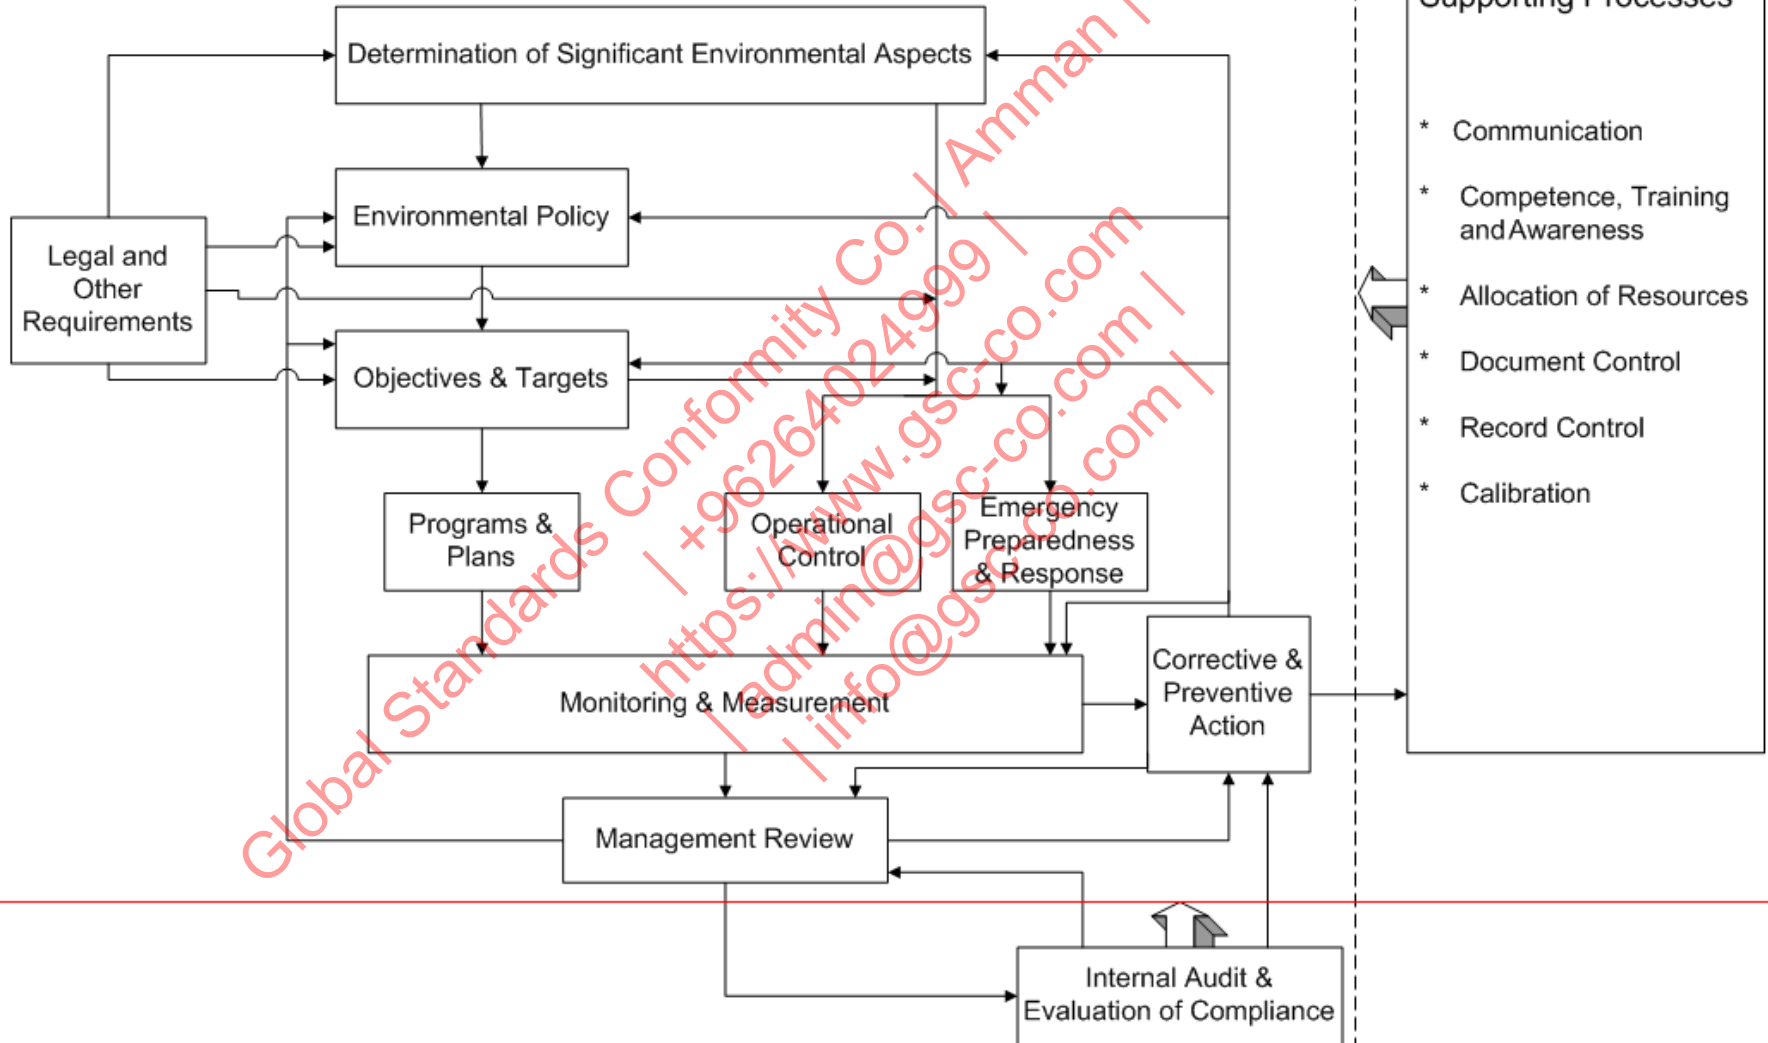 Supporting Processes
Determination of Significant Environmental Aspects
* Communication
Environmental Policy
* Competence, Training
and Awareness
Legal and
Other
Requirements
* Allocation of Resources
Objectives & Targets
* Document Control
* Record Control
Programs &
Plans
Operational
Control
Emergency
Preparedness
& Response
* Calibration
Monitoring & Measurement
Corrective &
Preventive
Action
Management Review
Internal Audit &
Evaluation of Compliance
Global Standards Conformity Co. | Amman |
| +96264024999 |
https://www.gsc-co.com
| admin@gsc-co.com |
| info@gsc-co.com |